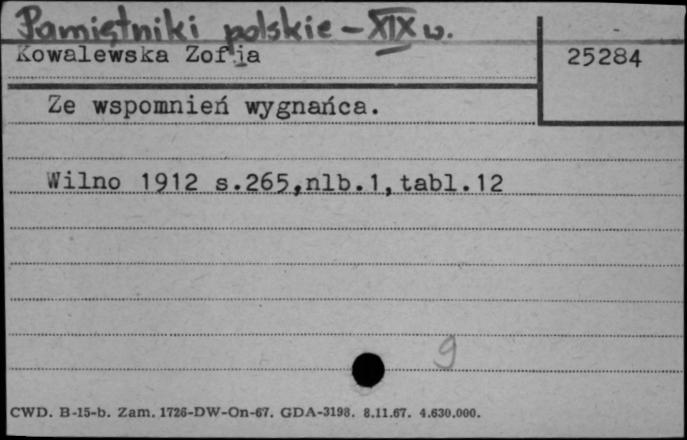 Pamiętniki polskie - XIX w.
Kowalewska Zofja
25284
Ze wspomnień wygnańca.
Wilno 1912 s.265,nlb.1,tabl.12
9
CWD. B-15-b. Zam. 1726-DW-On-67. GDA-3198. 8.11.67. 4.630.000.